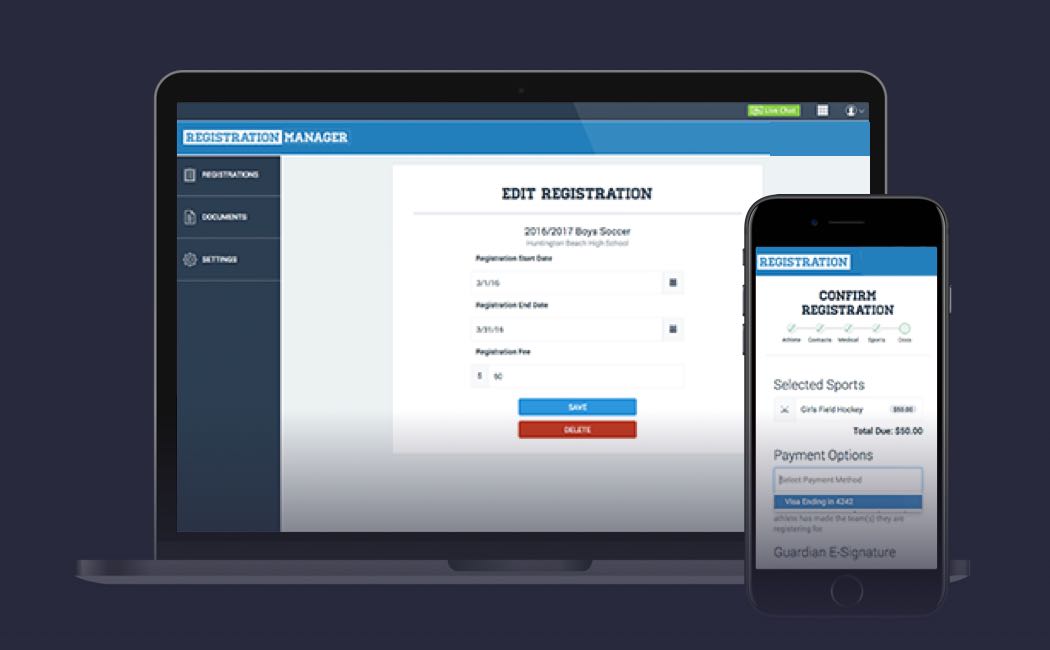 Live Chat
REGISTRATION MANAGER
REGISTRATIONS
DOCUMENTS
SETTINGS
EDIT REGISTRATION
2016/2017 Boys Soccer
Huntington Beach High School
Registration Start Date
3/1/16
Registration End Date
3/31/16
Registration Fee
$
SAVE
DELETE
REGISTRATION
CONFIRM
REGISTRATION
Athlete Contacts Medical Sports
Selected Sports
Girls Field Hockey $50.00
Total Due: $50.00
Payment Options
Select Payment Method
Visa Ending in 4242
athlete has made the team(s) they are
registering for.
Guardian E-Signature